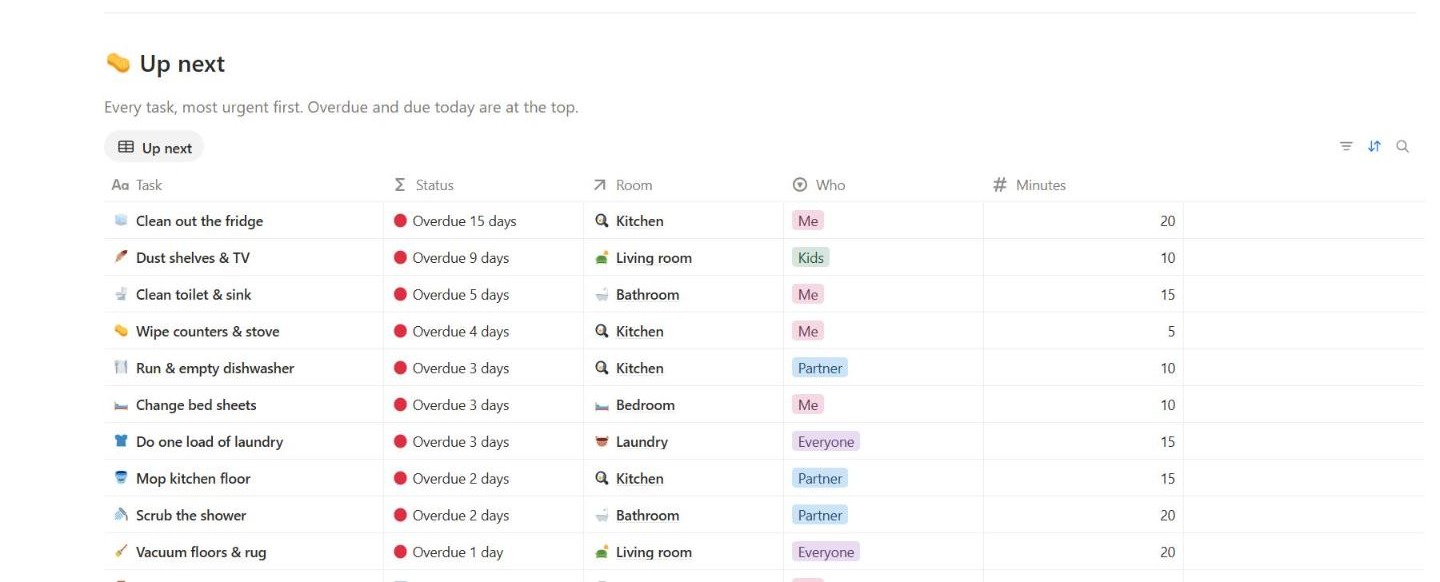 Up next
Every task, most urgent first. Overdue and due today are at the top.
Up next
Aa Task Σ Status Room Who # Minutes
Clean out the fridge Overdue 15 days Kitchen Me 20
Dust shelves & TV Overdue 9 days Living room Kids 10
Clean toilet & sink Overdue 5 days Bathroom Me 15
Wipe counters & stove Overdue 4 days Kitchen Me 5
Run & empty dishwasher Overdue 3 days Kitchen Partner 10
Change bed sheets Overdue 3 days Bedroom Me 10
Do one load of laundry Overdue 3 days Laundry Everyone 15
Mop kitchen floor Overdue 2 days Kitchen Partner 15
Scrub the shower Overdue 2 days Bathroom Partner 20
Vacuum floors & rug Overdue 1 day Living room Everyone 20